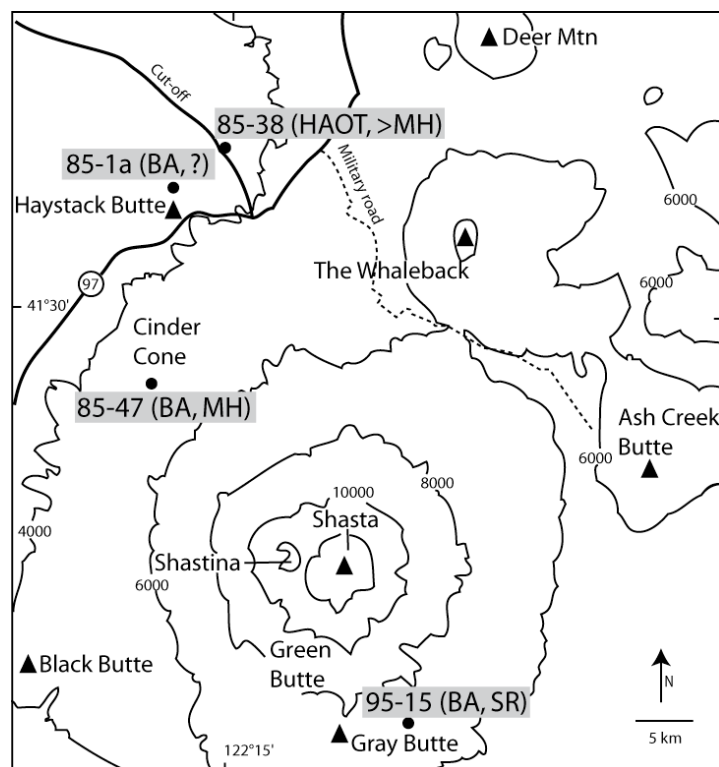 Deer Mtn
Cut-off
85-38 (HAOT, >MH)
85-1a (BA, ?)
Military road
Haystack Butte
6000
The Whaleback
97
6000
41°30'
Cinder
Cone
85-47 (BA, MH)
Ash Creek
Butte
6000
8000
10000
Shasta
4000
Shastina
6000
Green
Butte
Black Butte
95-15 (BA, SR)
N
Gray Butte
5 km
122°15'